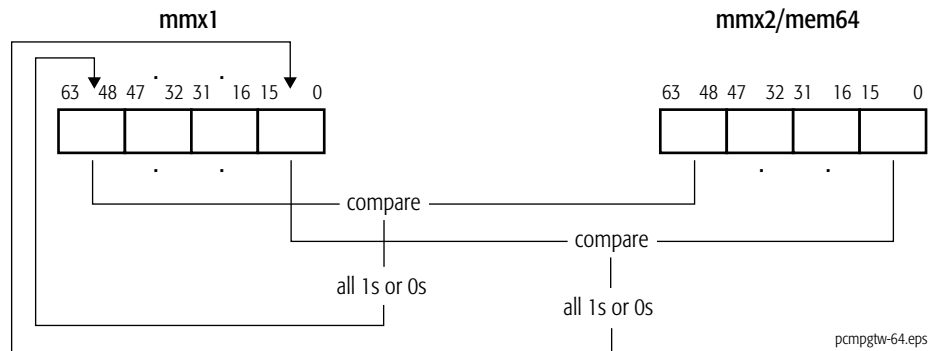 mmx1 mmx2/mem64
63 48 47 32 31 16 15 0 63 48 47 32 31 16 15 0
compare
compare
all 1s or 0s
all 1s or 0s
pcmpgtw-64.eps